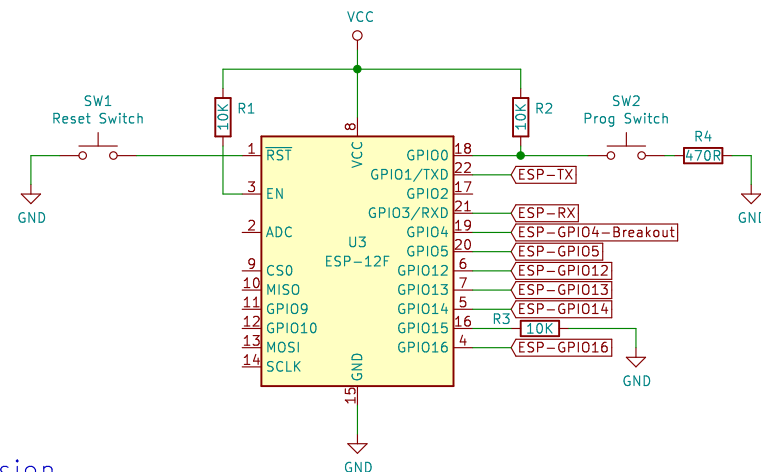 VCC
SW1
Reset Switch
10K
R1
10K
R2
SW2
Prog Switch
R4
470R
8
VCC
1
RST
GPIO0
18
GPIO1/TXD
22
ESP-TX
GND
3
EN
GPIO2
17
GND
GPIO3/RXD
21
ESP-RX
2
ADC
GPIO4
19
ESP-GPIO4-Breakout
U3
ESP-12F
GPIO5
20
ESP-GPIO5
9
CS0
GPIO12
6
ESP-GPIO12
10
MISO
GPIO13
7
ESP-GPIO13
11
GPIO9
GPIO14
5
ESP-GPIO14
12
GPIO10
GPIO15
16
R3
10K
13
MOSI
GPIO16
4
ESP-GPIO16
14
SCLK
GND
15
GND
GND
sion